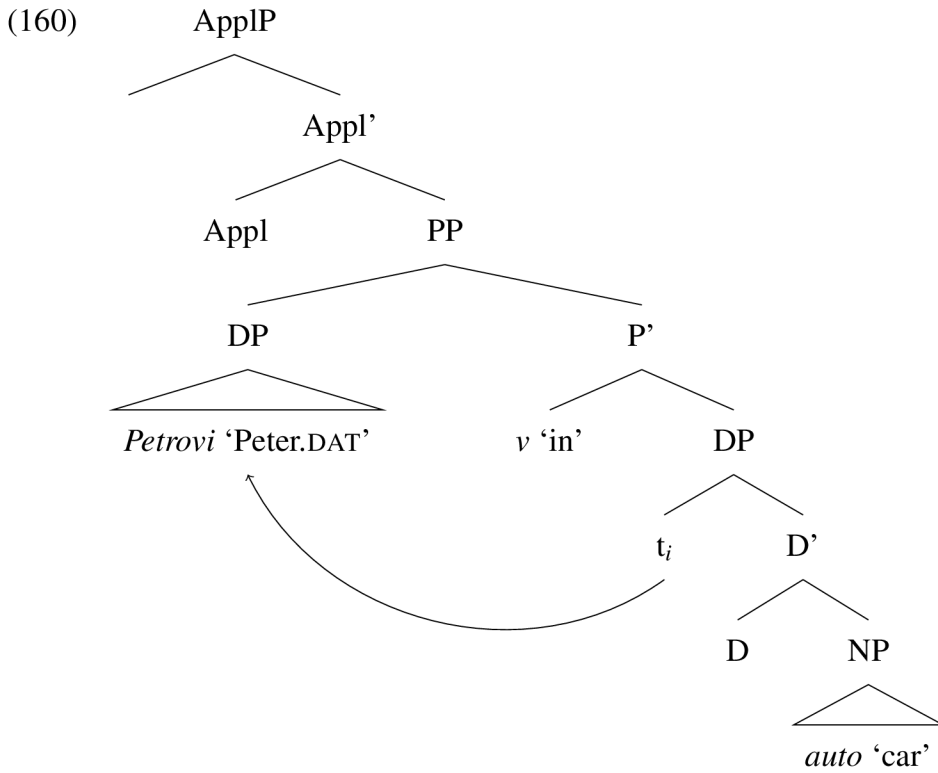 (160) ApplP
Appl’
Appl PP
DP P’
Petrovi ‘Peter.DAT’ v ‘in’ DP
tᵢ D’
D NP
auto ‘car’